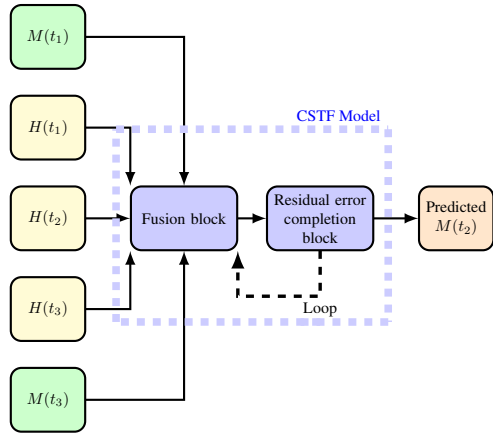 M(t₁)
H(t₁)
CSTF Model
H(t₂)
Fusion block
Residual error
completion
block
Predicted
M(t₂)
H(t₃)
Loop
M(t₃)